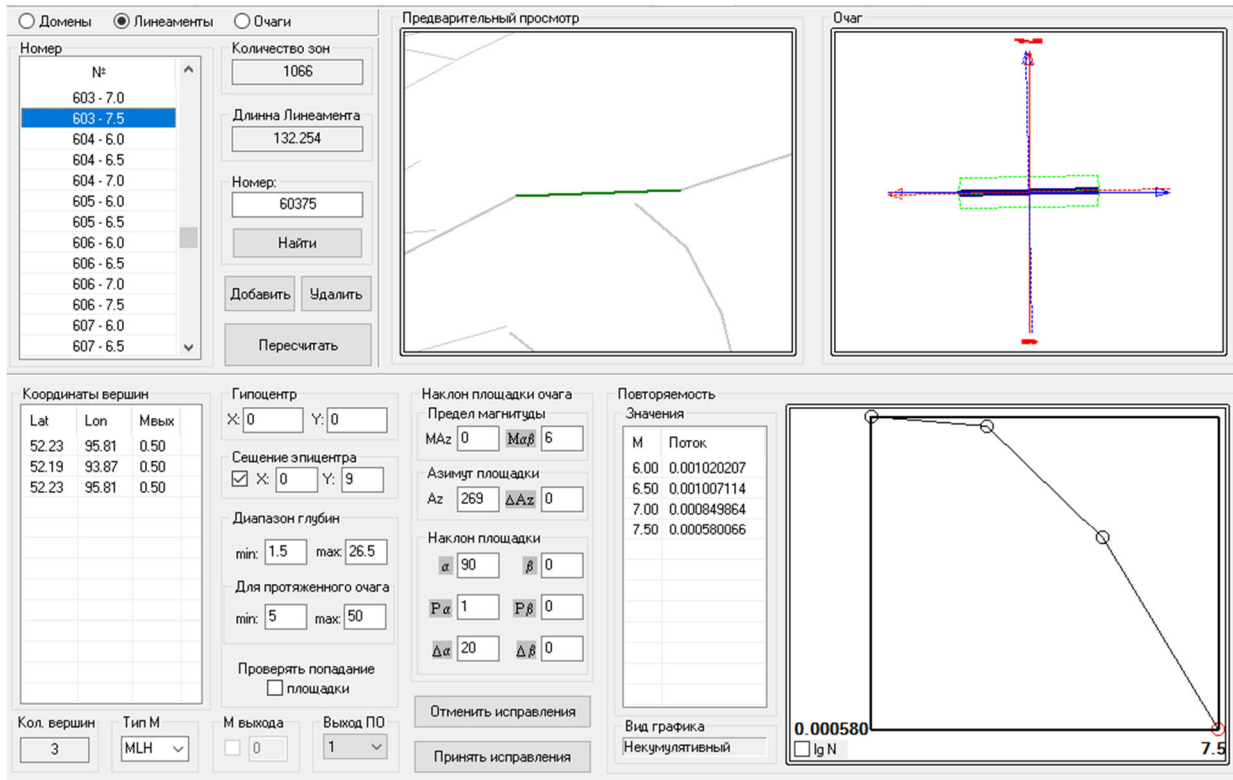 Домены Линеаменты Очаги
Номер
№
603 - 7.0
603 - 7.5
604 - 6.0
604 - 6.5
604 - 7.0
605 - 6.0
605 - 6.5
606 - 6.0
606 - 6.5
606 - 7.0
606 - 7.5
607 - 6.0
607 - 6.5
Количество зон
1066
Длинна Линеамента
132.254
Номер:
60375
Найти
Добавить Удалить
Пересчитать
Предварительный просмотр
Очаг
Координаты вершин
Lat Lon Мвых
52.23 95.81 0.50
52.19 93.87 0.50
52.23 95.81 0.50
Кол. вершин
3
Тип М
MLH
Гипоцентр
X: 0 Y: 0
Сещение эпицентра
X: 0 Y: 9
Диапазон глубин
min: 1.5 max: 26.5
Для протяженного очага
min: 5 max: 50
Проверять попадание
площадки
М выхода
0
Выход ПО
1
Наклон площадки очага
Предел магнитуды
MAz 0 Mαβ 6
Азимут площадки
Az 269 ΔAz 0
Наклон площадки
α 90 β 0
Pα 1 Pβ 0
Δα 20 Δβ 0
Отменить исправления
Принять исправления
Повторяемость
Значения
М Поток
6.00 0.001020207
6.50 0.001007114
7.00 0.000849864
7.50 0.000580066
Вид графика
Некумулятивный
0.000580
lg N
7.5